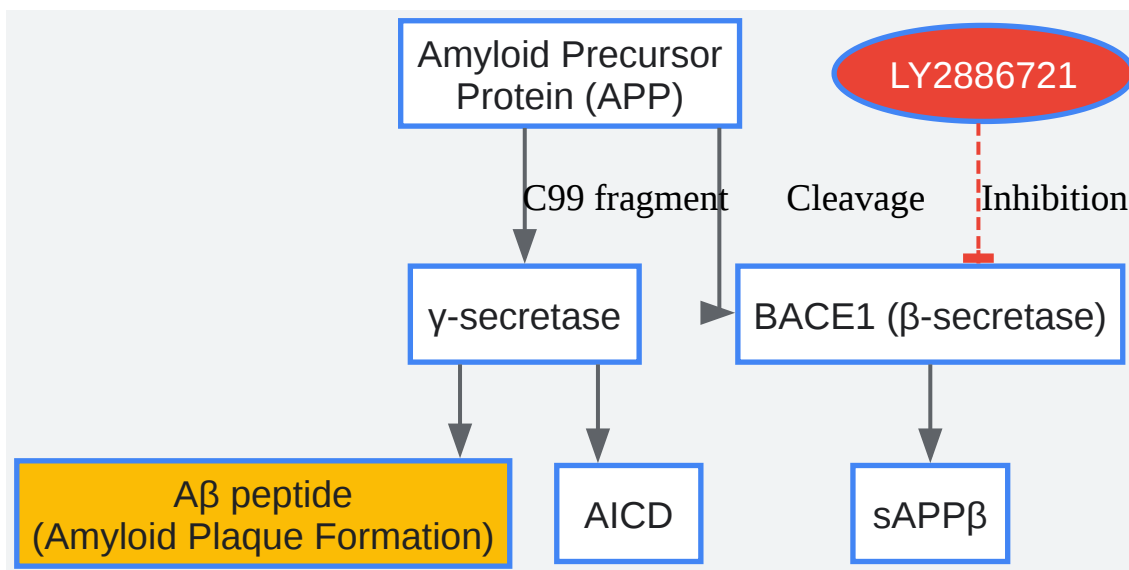 Amyloid Precursor
Protein (APP)
LY2886721
C99 fragment
Cleavage
Inhibition
γ-secretase
BACE1 (β-secretase)
Aβ peptide
(Amyloid Plaque Formation)
AICD
sAPPβ